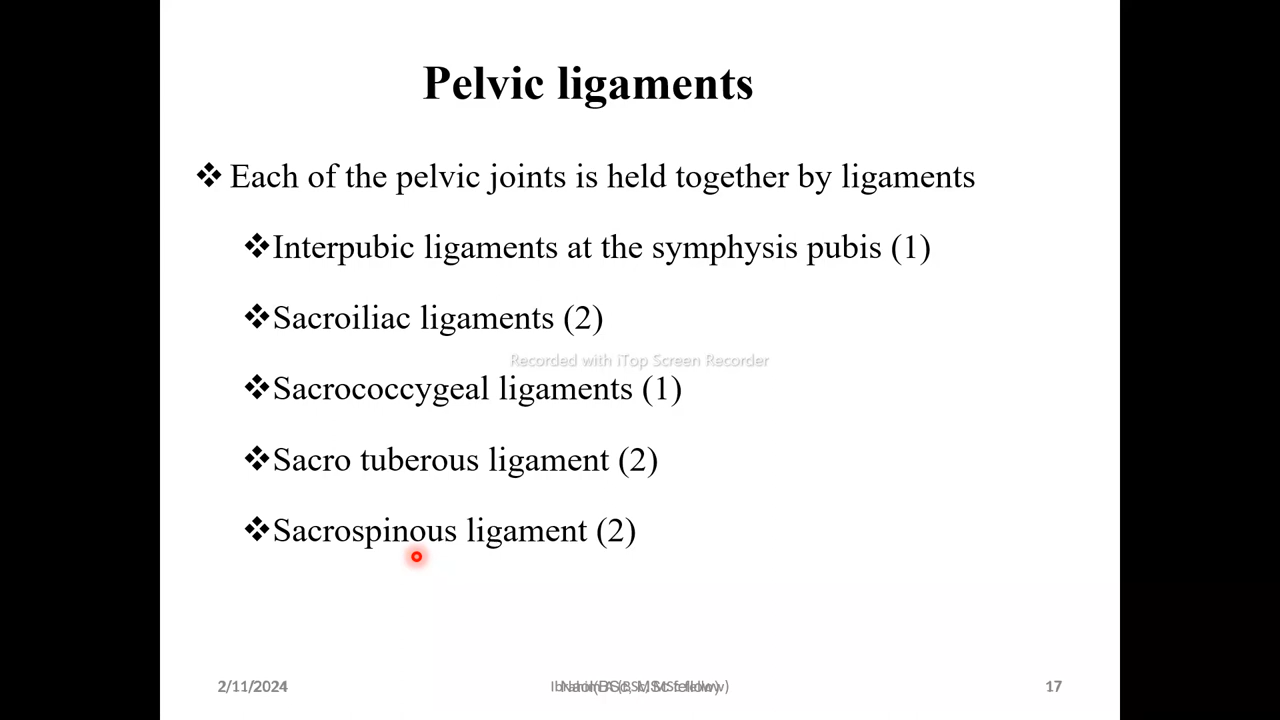 Pelvic ligaments
❖ Each of the pelvic joints is held together by ligaments
❖Interpubic ligaments at the symphysis pubis (1)
❖Sacroiliac ligaments (2)
Recorded with iTop Screen Recorder
❖Sacrococcygeal ligaments (1)
❖Sacro tuberous ligament (2)
❖Sacrospinous ligament (2)
2/11/2024
17